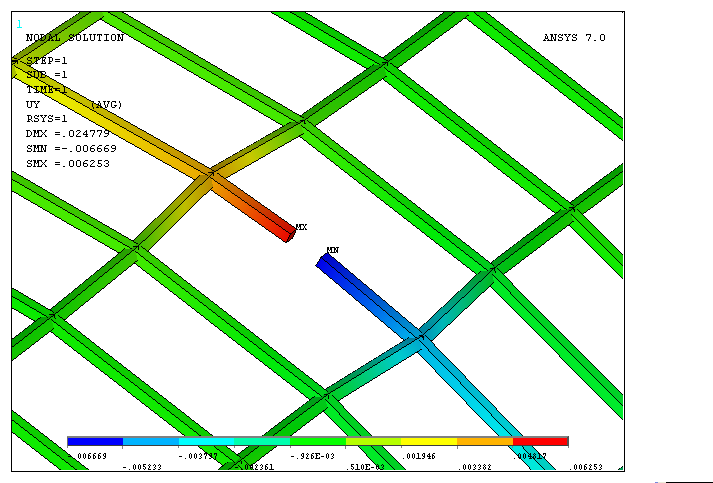 1
NODAL SOLUTION
ANSYS 7.0
STEP=1
SUB =1
TIME=1
UY (AVG)
RSYS=1
DMX =.024779
SMN =-.006669
SMX =.006253
MX
MN
-.006669 -.003797 -.926E-03 .001946 .004817
-.005233 -.002361 .510E-03 .003382 .006253